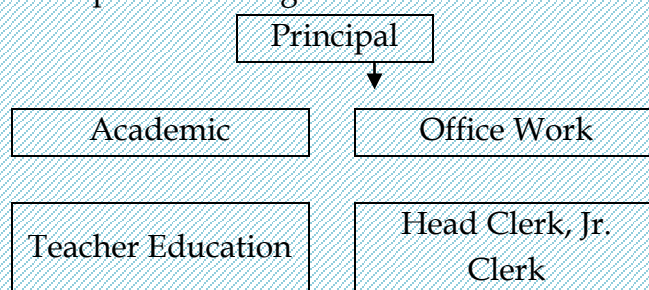 Principal
Academic
Office Work
Teacher Education
Head Clerk, Jr.
Clerk